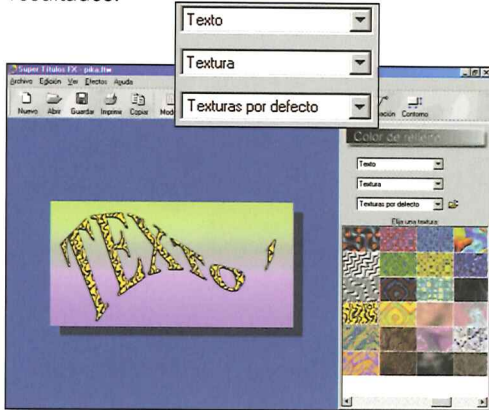 resultados.
Texto
Textura
Texturas por defecto
Super Títulos FX - pika.ftw
Archivo Edición Ver Efectos Ayuda
Nuevo Abrir Guardar Imprimir Copiar
Contorno
Color de relleno
Texto
Textura
Texturas por defecto
Elija una textura:
TEXTO 1